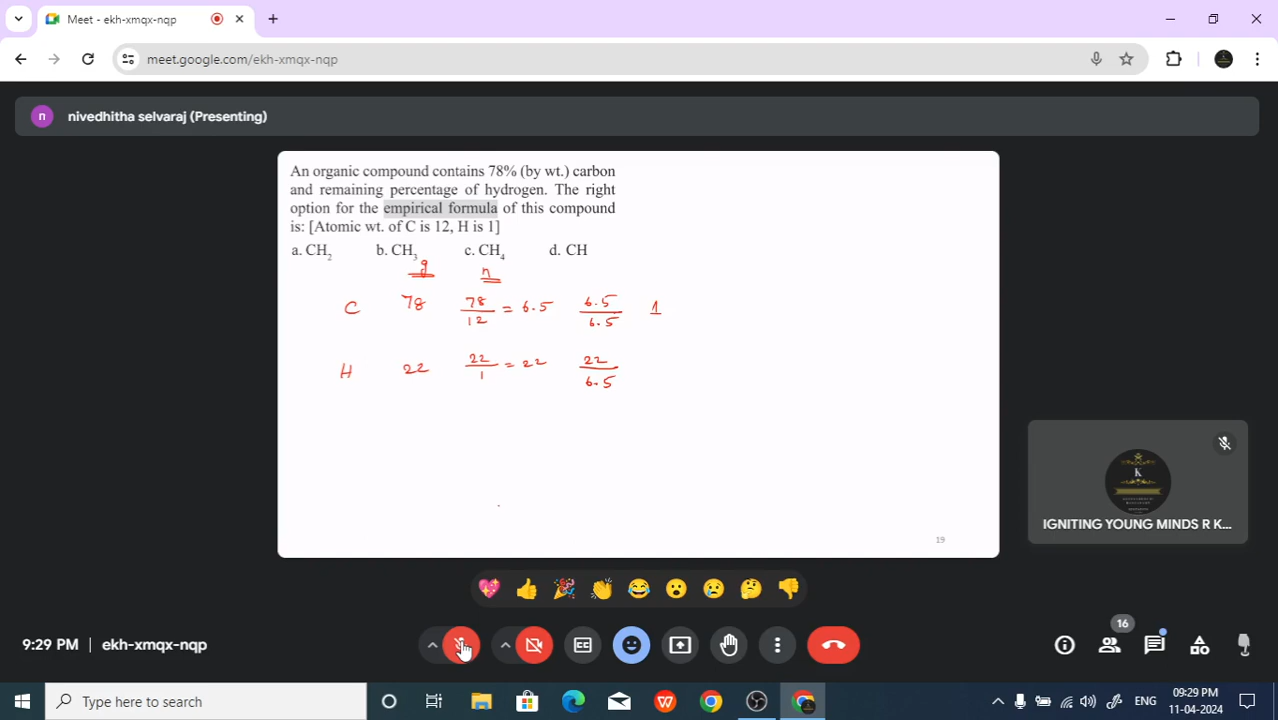 Meet - ekh-xmqx-nqp
meet.google.com/ekh-xmqx-nqp
n
nivedhitha selvaraj (Presenting)
An organic compound contains 78% (by wt.) carbon
and remaining percentage of hydrogen. The right
option for the empirical formula of this compound
is: [Atomic wt. of C is 12, H is 1]
a. CH2 b. CH3 c. CH4 d. CH
g n
C 78 78/12 = 6.5 6.5/6.5 1
H 22 22/1 = 22 22/6.5
19
K
IGNITING YOUNG MINDS R K...
9:29 PM | ekh-xmqx-nqp
16
Type here to search
W
ENG
09:29 PM
11-04-2024